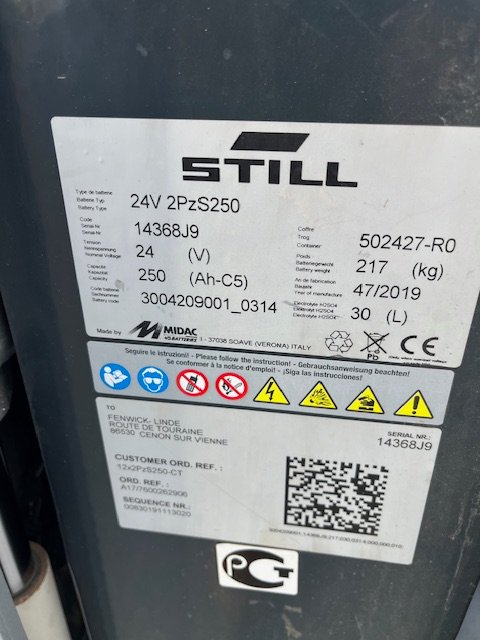 STILL
Type de batterie
Batterie Typ
Battery Type
24V 2PzS250
Code
Serial-Nr
Serial-Nr
14368J9
Tension
Nennspannung
Nominal Voltage
24 (V)
Capacité
Kapazität
Capacity
250 (Ah-C5)
Code batterie
Sachnummer
Battery code
3004209001_0314
Coffre
Trog
Container
502427-R0
Poids
Batteriegewicht
Battery weight
217 (kg)
An de fabrication
Baujahr
Year of manufacture
47/2019
Electrolyte H2SO4
Elektrolyt H2SO4
Electrolyte H2SO4
30 (L)
Made by
MIDAC
BATTERIES
I - 37038 SOAVE (VERONA) ITALY
Pb
CE
Seguire le istruzioni! - Please follow the instruction! - Gebrauchsanweisung beachten!
Se conformer à la notice d'emploi! - ¡Siga las instrucciones!
TO
FENWICK- LINDE
ROUTE DE TOURAINE
86530 CENON SUR VIENNE
SERIAL NR.:
14368J9
CUSTOMER ORD. REF. :
12x2PzS250-CT
ORD. REF. :
A17/7600262906
SEQUENCE NR.:
00630191113020
PCT